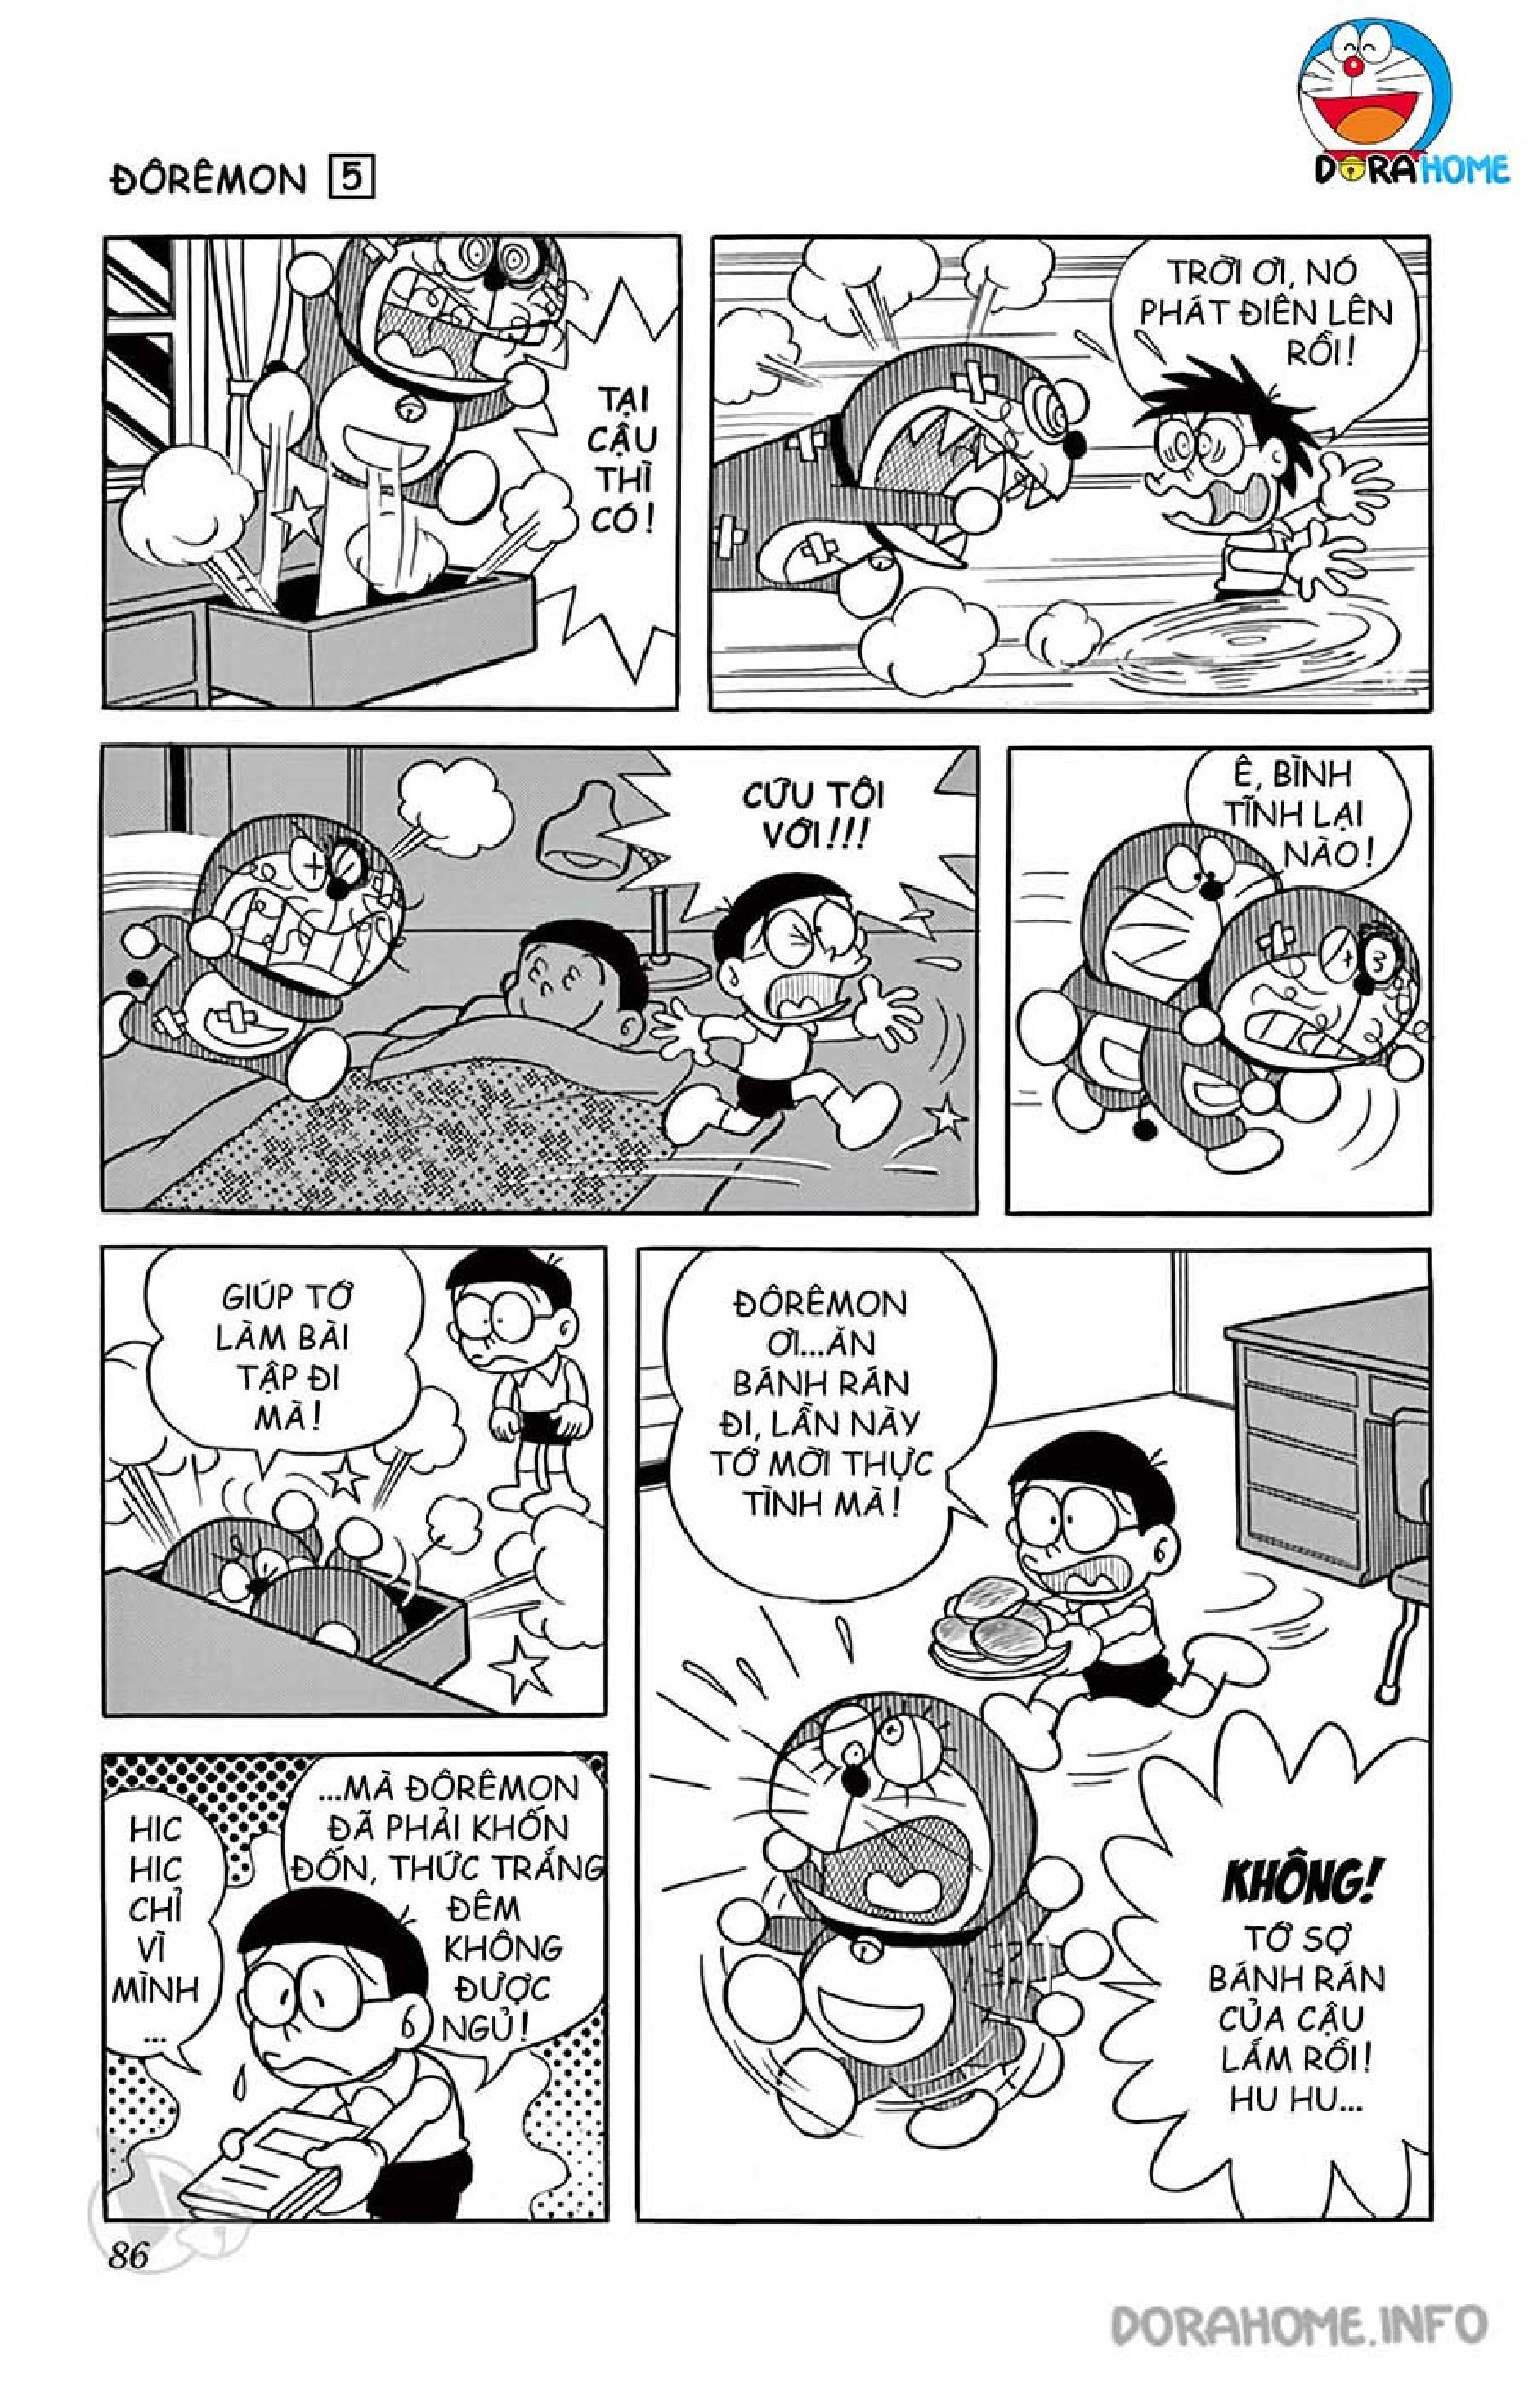 DORAHOME
ĐÔRÊMON 5
TẠI
CẬU
THÌ
CÓ!
TRỜI ƠI, NÓ
PHÁT ĐIÊN LÊN
RỒI!
CỨU TÔI
VỚI!!!
Ê, BÌNH
TĨNH LẠI
NÀO!
GIÚP TỚ
LÀM BÀI
TẬP ĐI
MÀ!
HIC
HIC
CHỈ
VÌ
MÌNH
...
...MÀ ĐÔRÊMON
ĐÃ PHẢI KHỐN
ĐỐN, THỨC TRẮNG
ĐÊM
KHÔNG
ĐƯỢC
NGỦ!
ĐÔRÊMON
ƠI...ĂN
BÁNH RÁN
ĐI, LẦN NÀY
TỚ MỜI THỰC
TÌNH MÀ!
KHÔNG!
TỚ SỢ
BÁNH RÁN
CỦA CẬU
LẮM RỒI!
HU HU...
86
DORAHOME.INFO